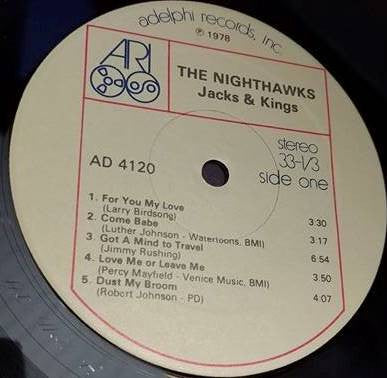 adelphi records, inc.
℗ 1978
ARI
THE NIGHTHAWKS
Jacks & Kings
stereo
33-1/3
side one
AD 4120
1. For You My Love 3:30
(Larry Birdsong)
2. Come Babe 3:17
(Luther Johnson - Watertoons, BMI)
3. Got A Mind to Travel 6:54
(Jimmy Rushing)
4. Love Me or Leave Me 3:50
(Percy Mayfield - Venice Music, BMI)
5. Dust My Broom 4:07
(Robert Johnson - PD)